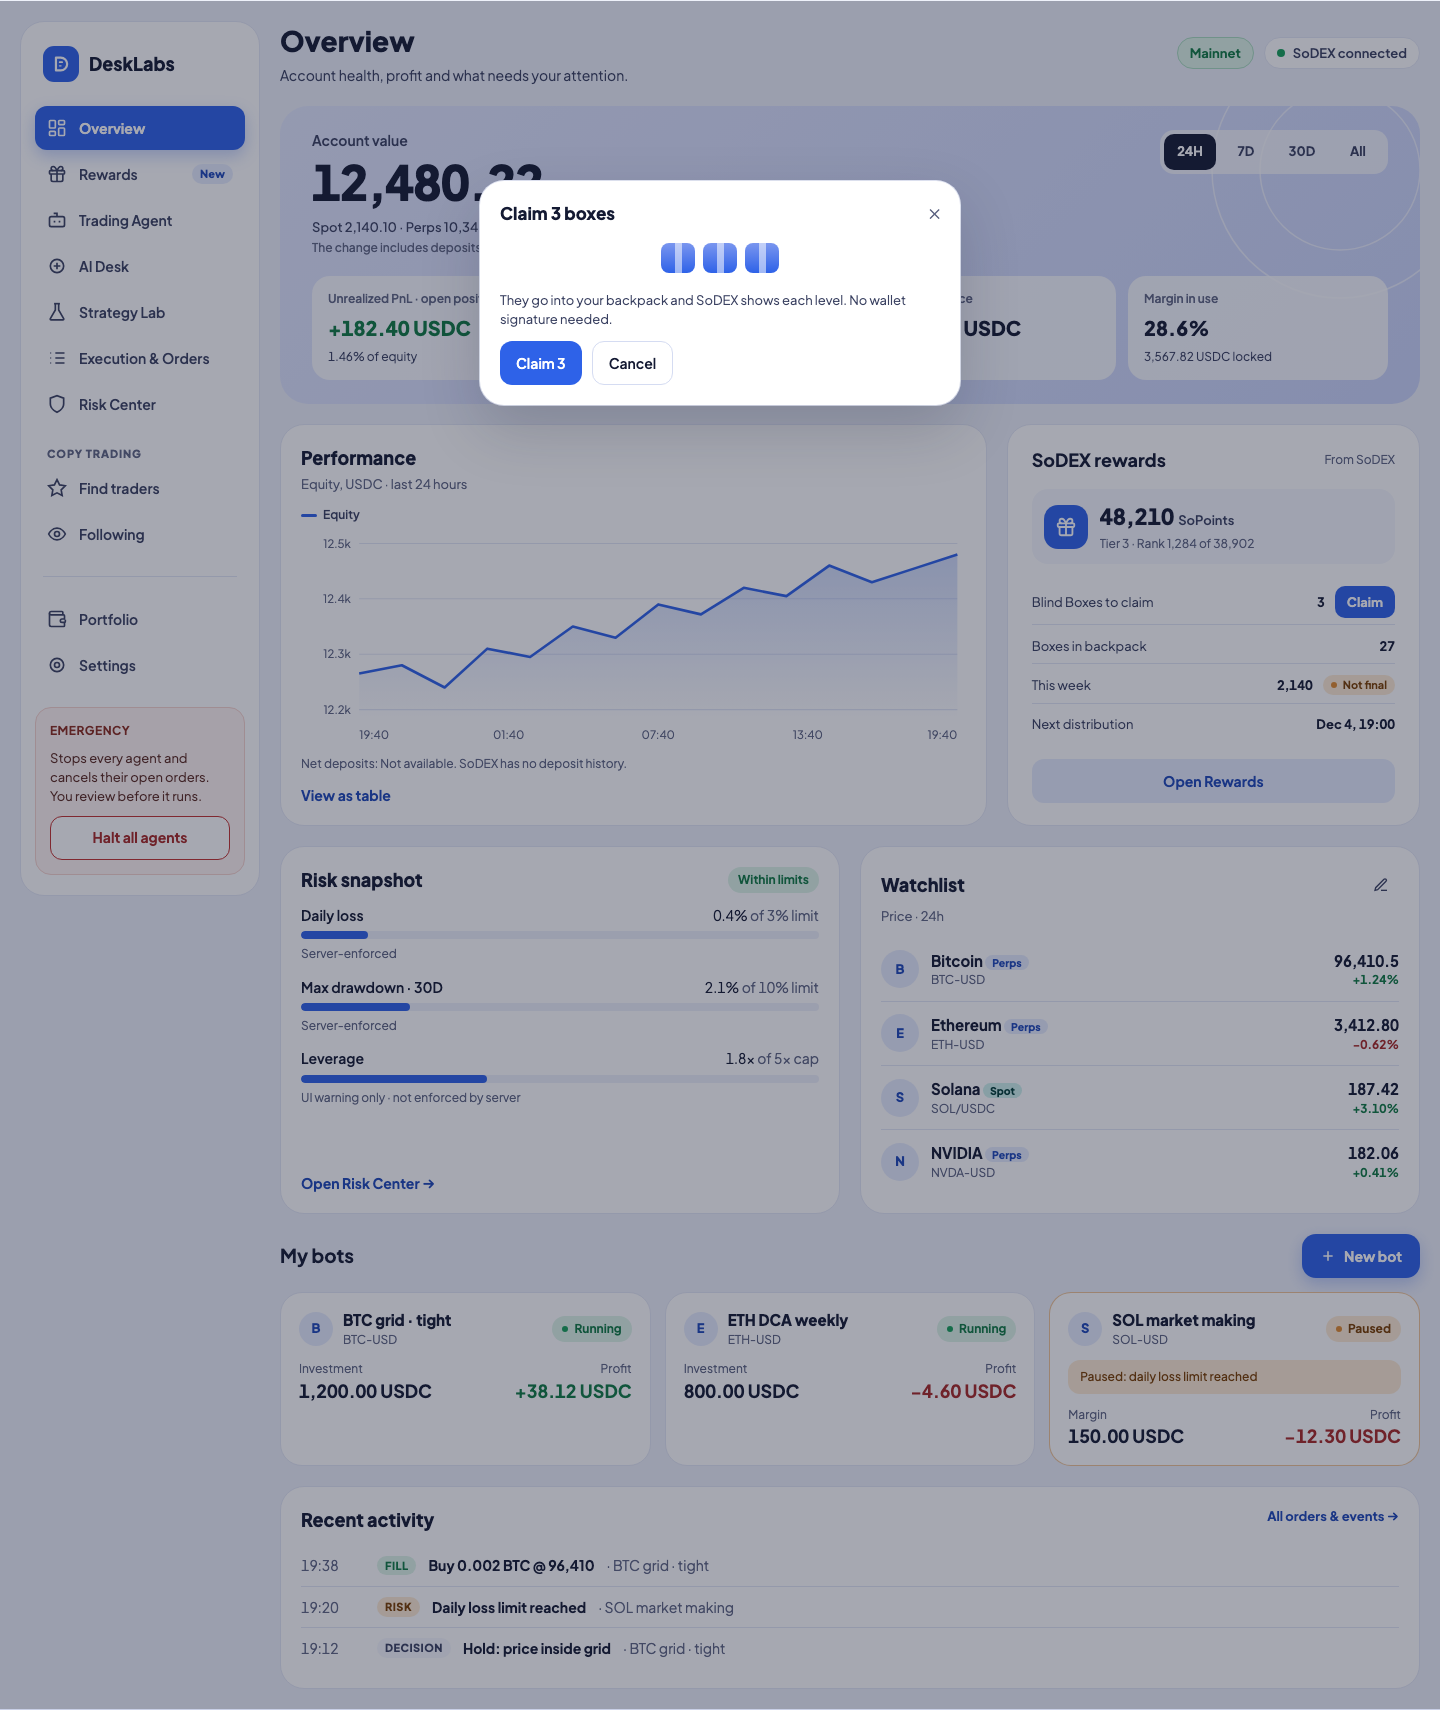 DeskLabs
Overview
Rewards New
Trading Agent
AI Desk
Strategy Lab
Execution & Orders
Risk Center
COPY TRADING
Find traders
Following
Portfolio
Settings
EMERGENCY
Stops every agent and
cancels their open orders.
You review before it runs.
Halt all agents
Overview
Account health, profit and what needs your attention.
Mainnet
SoDEX connected
Account value
24H 7D 30D All
Spot 2,140.10 · Perps 10,34
The change includes deposits
Unrealized PnL · open
+182.40 USDC
1.46% of equity
USDC
Margin in use
28.6%
3,567.82 USDC locked
Claim 3 boxes
They go into your backpack and SoDEX shows each level. No wallet
signature needed.
Claim 3
Cancel
Performance
Equity, USDC · last 24 hours
Equity
12.5k
12.4k
12.3k
12.2k
19:40 01:40 07:40 13:40 19:40
Net deposits: Not available. SoDEX has no deposit history.
View as table
SoDEX rewards From SoDEX
48,210 SoPoints
Tier 3 · Rank 1,284 of 38,902
Blind Boxes to claim 3 Claim
Boxes in backpack 27
This week 2,140 Not final
Next distribution Dec 4, 19:00
Open Rewards
Risk snapshot Within limits
Daily loss 0.4% of 3% limit
Server-enforced
Max drawdown · 30D 2.1% of 10% limit
Server-enforced
Leverage 1.8× of 5× cap
UI warning only · not enforced by server
Open Risk Center →
Watchlist
Price · 24h
B Bitcoin Perps 96,410.5
BTC-USD +1.24%
E Ethereum Perps 3,412.80
ETH-USD −0.62%
S Solana Spot 187.42
SOL/USDC +3.10%
N NVIDIA Perps 182.06
NVDA-USD +0.41%
My bots
+ New bot
B BTC grid · tight Running
BTC-USD
Investment Profit
1,200.00 USDC +38.12 USDC
E ETH DCA weekly Running
ETH-USD
Investment Profit
800.00 USDC −4.60 USDC
S SOL market making Paused
SOL-USD
Paused: daily loss limit reached
Margin Profit
150.00 USDC −12.30 USDC
Recent activity All orders & events →
19:38 FILL Buy 0.002 BTC @ 96,410 · BTC grid · tight
19:20 RISK Daily loss limit reached · SOL market making
19:12 DECISION Hold: price inside grid · BTC grid · tight